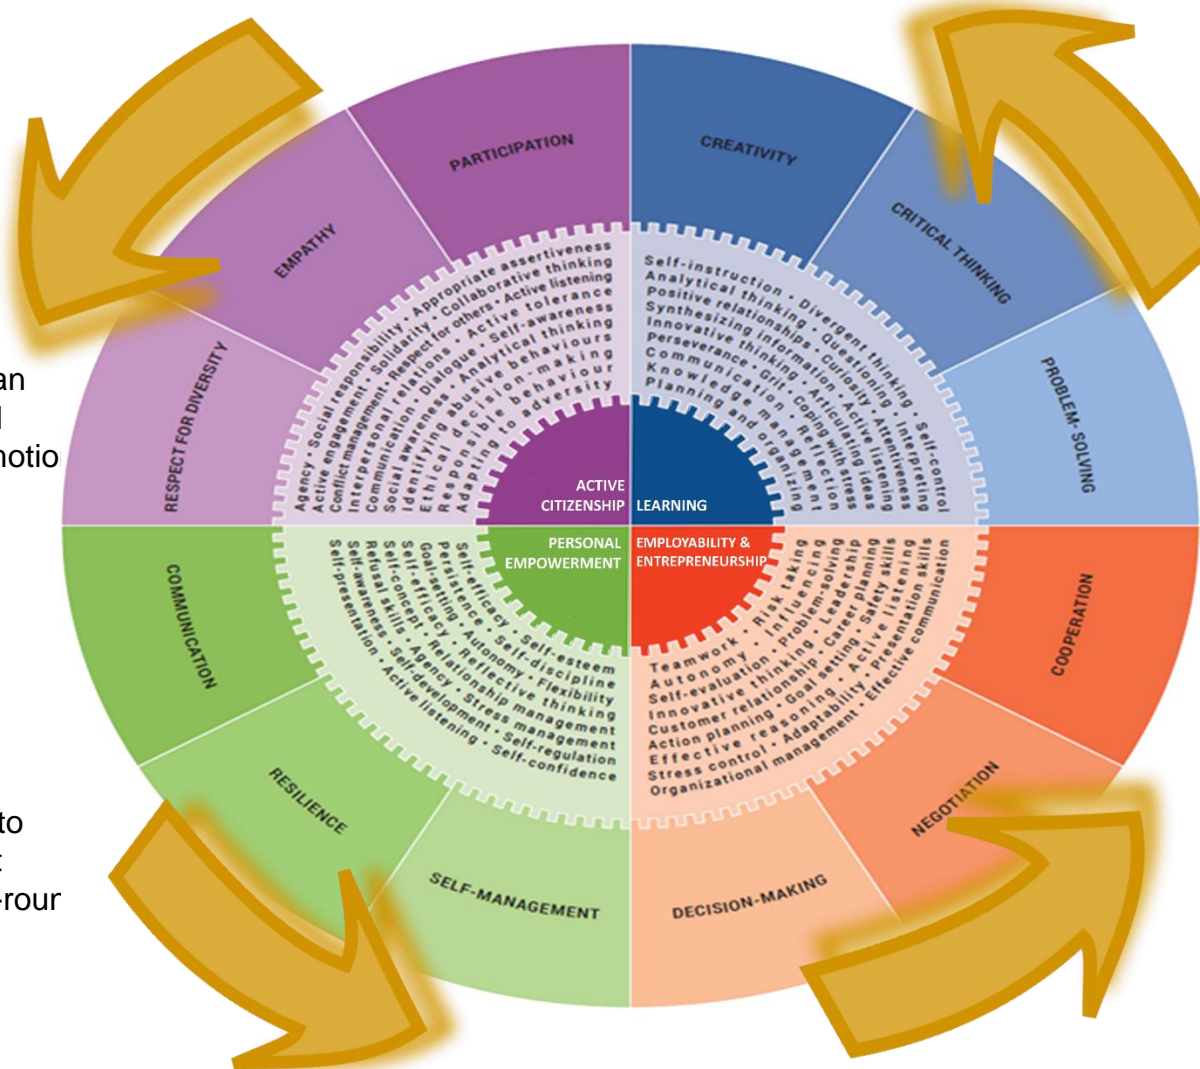 PARTICIPATION
CREATIVITY
EMPATHY
CRITICAL THINKING
RESPECT FOR DIVERSITY
PROBLEM- SOLVING
Agency • Social responsibility • Appropriate assertiveness
Active engagement • Solidarity • Collaborative thinking
Conflict management • Respect for others • Active listening
Interpersonal relations • Active tolerance
Communication • Dialogue • Self-awareness
Social awareness • Analytical thinking
Identifying abusive behaviours
Ethical decision-making
Responsible behaviour
Adapting to adversity
Self-instruction • Divergent thinking • Self-control
Analytical thinking • Questioning • Interpreting
Positive relationships • Curiosity • Attentiveness
Synthesizing information • Active listening
Innovative thinking • Articulating ideas
Perseverance • Grit • Coping with stress
Communication • Reflection
Knowledge management
Planning and organizing
an
ACTIVE
CITIZENSHIP
LEARNING
PERSONAL
EMPOWERMENT
EMPLOYABILITY &
ENTREPRENEURSHIP
Self-efficacy • Self-esteem
Persistence • Self-discipline
Goal-setting • Autonomy • Flexibility
Self-efficacy • Reflective thinking
Self-concept • Relationship management
Refusal skills • Agency • Stress management
Self-awareness • Self-development • Self-regulation
Self-presentation • Active listening • Self-confidence
Teamwork • Risk taking
Autonomy • Influencing
Self-evaluation • Problem-solving
Innovative thinking • Leadership
Customer relationship • Career planning
Action planning • Goal setting • Safety skills
Effective reasoning • Active listening
Stress control • Adaptability • Presentation skills
Organizational management • Effective communication
COMMUNICATION
COOPERATION
RESILIENCE
NEGOTIATION
SELF-MANAGEMENT
DECISION-MAKING
to